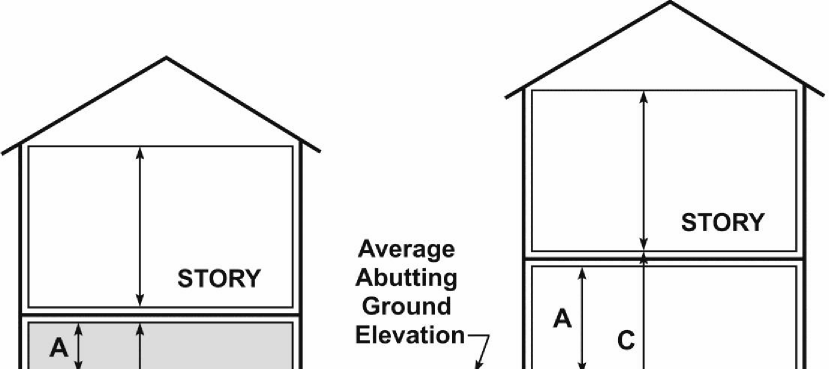 STORY
A
Average
Abutting
Ground
Elevation
STORY
A
C